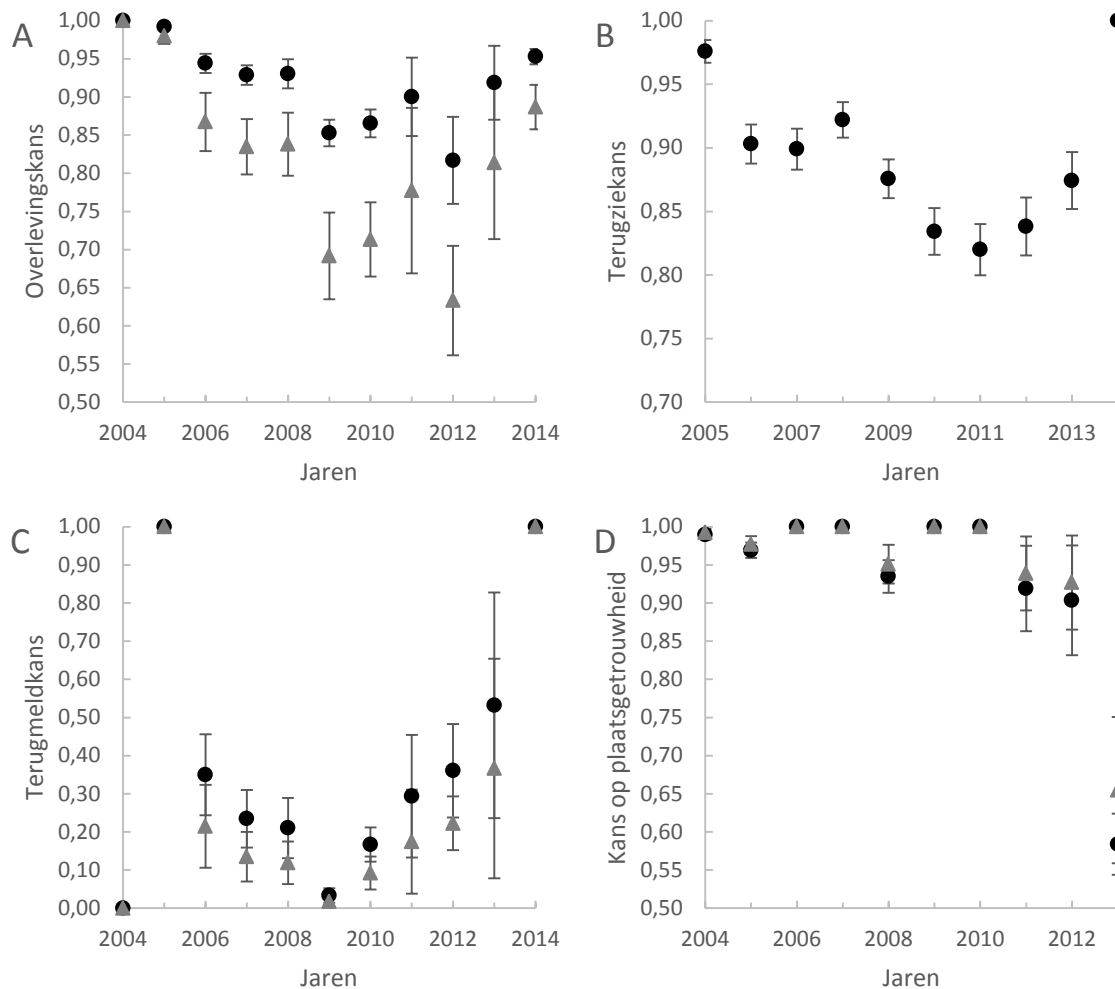 A
Overlevingskans
1,00
0,95
0,90
0,85
0,80
0,75
0,70
0,65
0,60
0,55
0,50
2004 2006 2008 2010 2012 2014
Jaren
B
Terugziekans
1,00
0,95
0,90
0,85
0,80
0,75
0,70
2005 2007 2009 2011 2013
Jaren
C
Terugmeldkans
1,00
0,90
0,80
0,70
0,60
0,50
0,40
0,30
0,20
0,10
0,00
2004 2006 2008 2010 2012 2014
Jaren
D
Kans op plaatsgetrouwheid
1,00
0,95
0,90
0,85
0,80
0,75
0,70
0,65
0,60
0,55
0,50
2004 2006 2008 2010 2012
Jaren